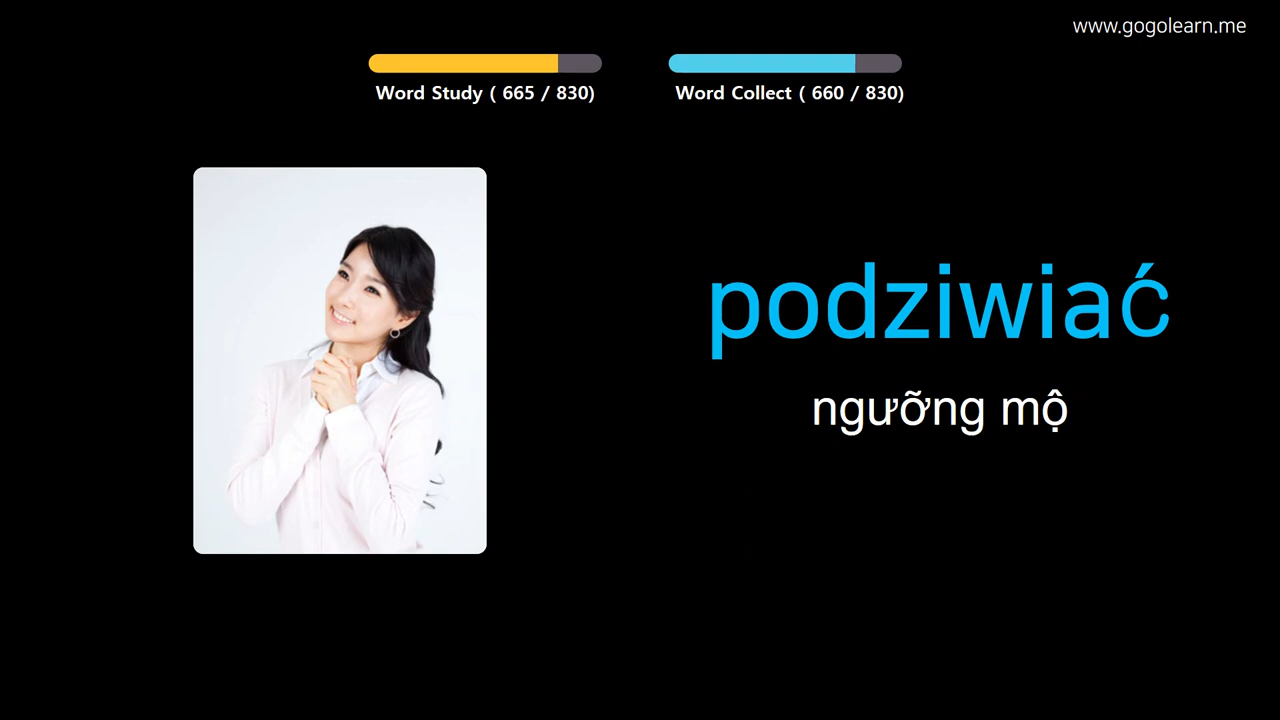 www.gogolearn.me
Word Study ( 665 / 830)
Word Collect ( 660 / 830)
podziwiać
ngưỡng mộ